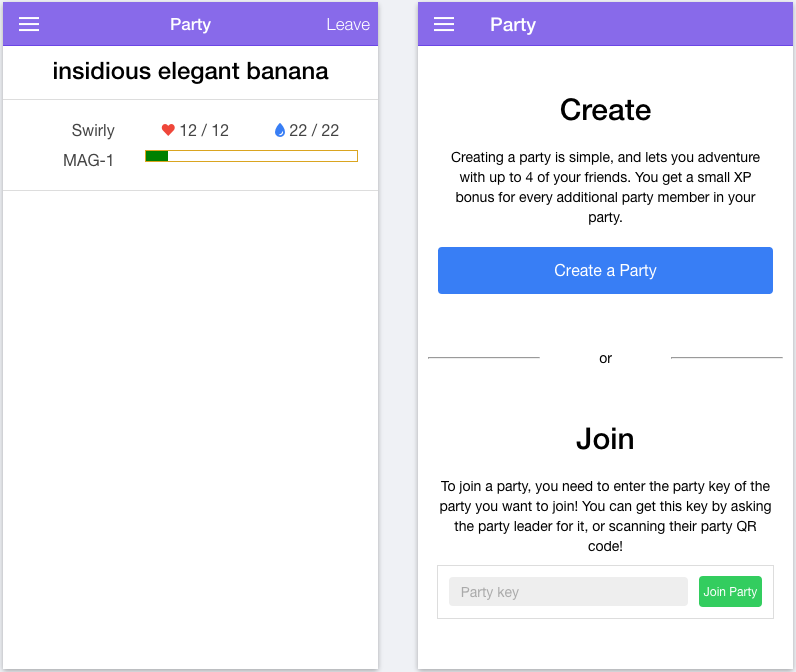 Party
Leave
insidious elegant banana
Swirly
12 / 12
22 / 22
MAG-1
Party
Create
Creating a party is simple, and lets you adventure
with up to 4 of your friends. You get a small XP
bonus for every additional party member in your
party.
Create a Party
or
Join
To join a party, you need to enter the party key of the
party you want to join! You can get this key by asking
the party leader for it, or scanning their party QR
code!
Party key
Join Party